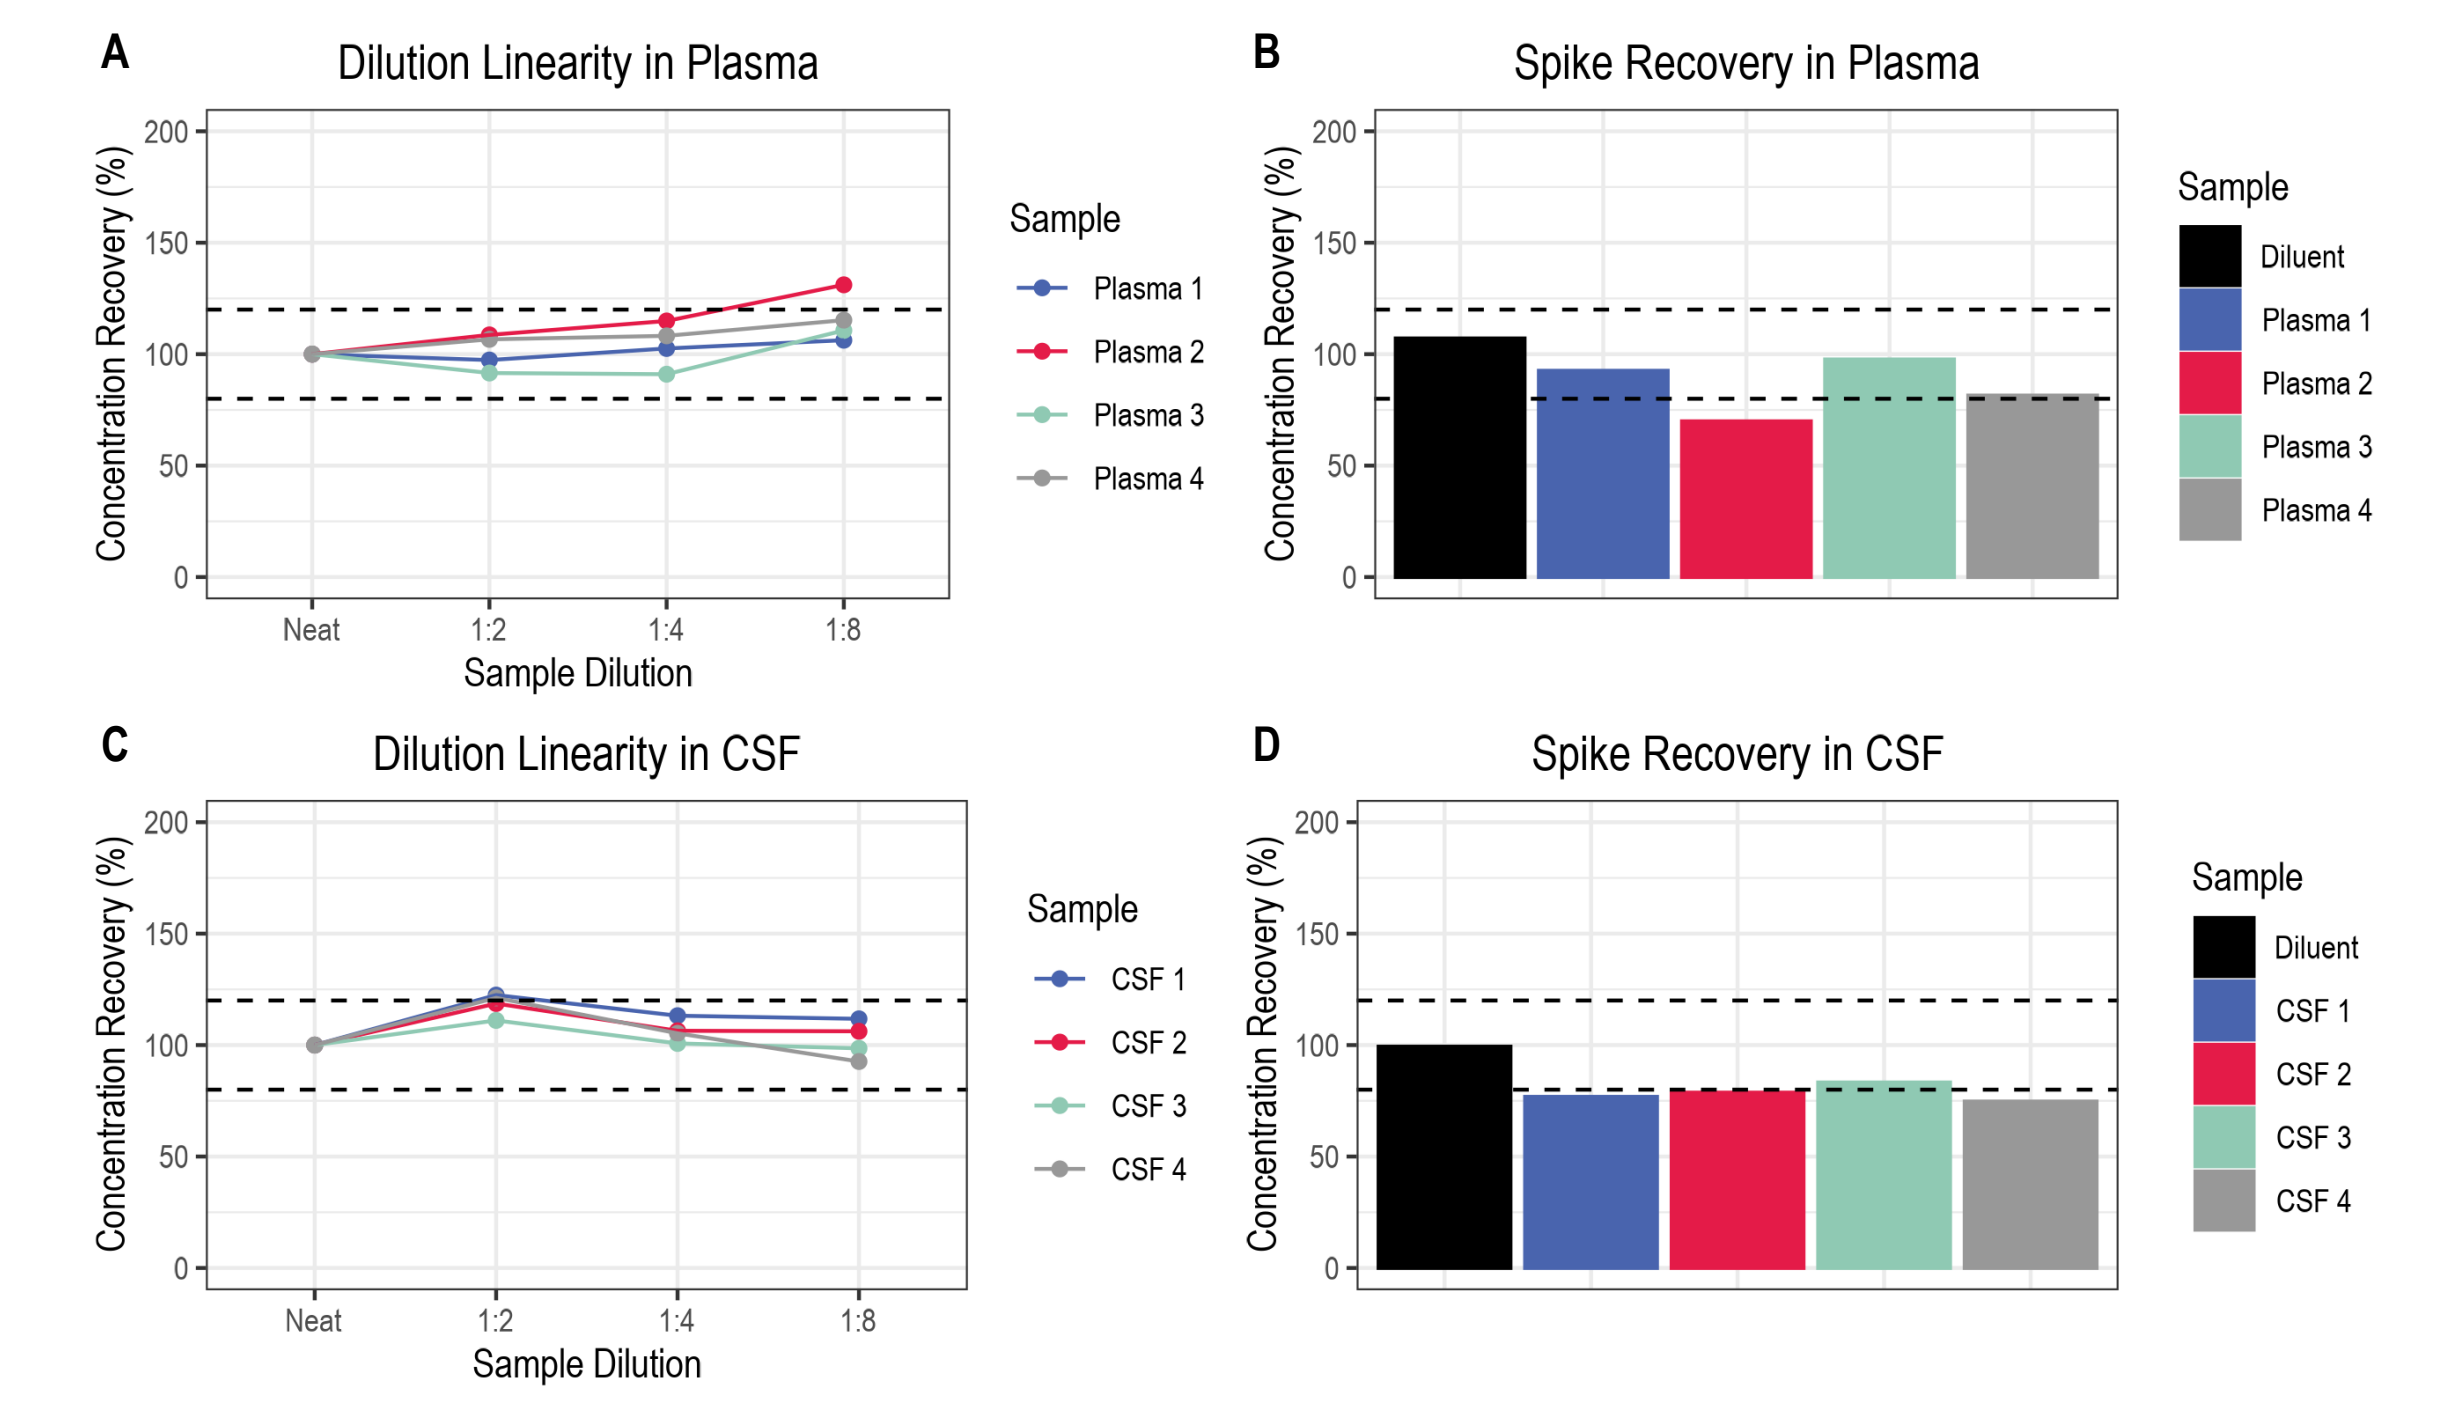 A
Dilution Linearity in Plasma
Concentration Recovery (%)
200
150
100
50
0
Neat 1:2 1:4 1:8
Sample Dilution
Sample
Plasma 1
Plasma 2
Plasma 3
Plasma 4
B
Spike Recovery in Plasma
Concentration Recovery (%)
200
150
100
50
0
Sample
Diluent
Plasma 1
Plasma 2
Plasma 3
Plasma 4
C
Dilution Linearity in CSF
Concentration Recovery (%)
200
150
100
50
0
Neat 1:2 1:4 1:8
Sample Dilution
Sample
CSF 1
CSF 2
CSF 3
CSF 4
D
Spike Recovery in CSF
Concentration Recovery (%)
200
150
100
50
0
Sample
Diluent
CSF 1
CSF 2
CSF 3
CSF 4